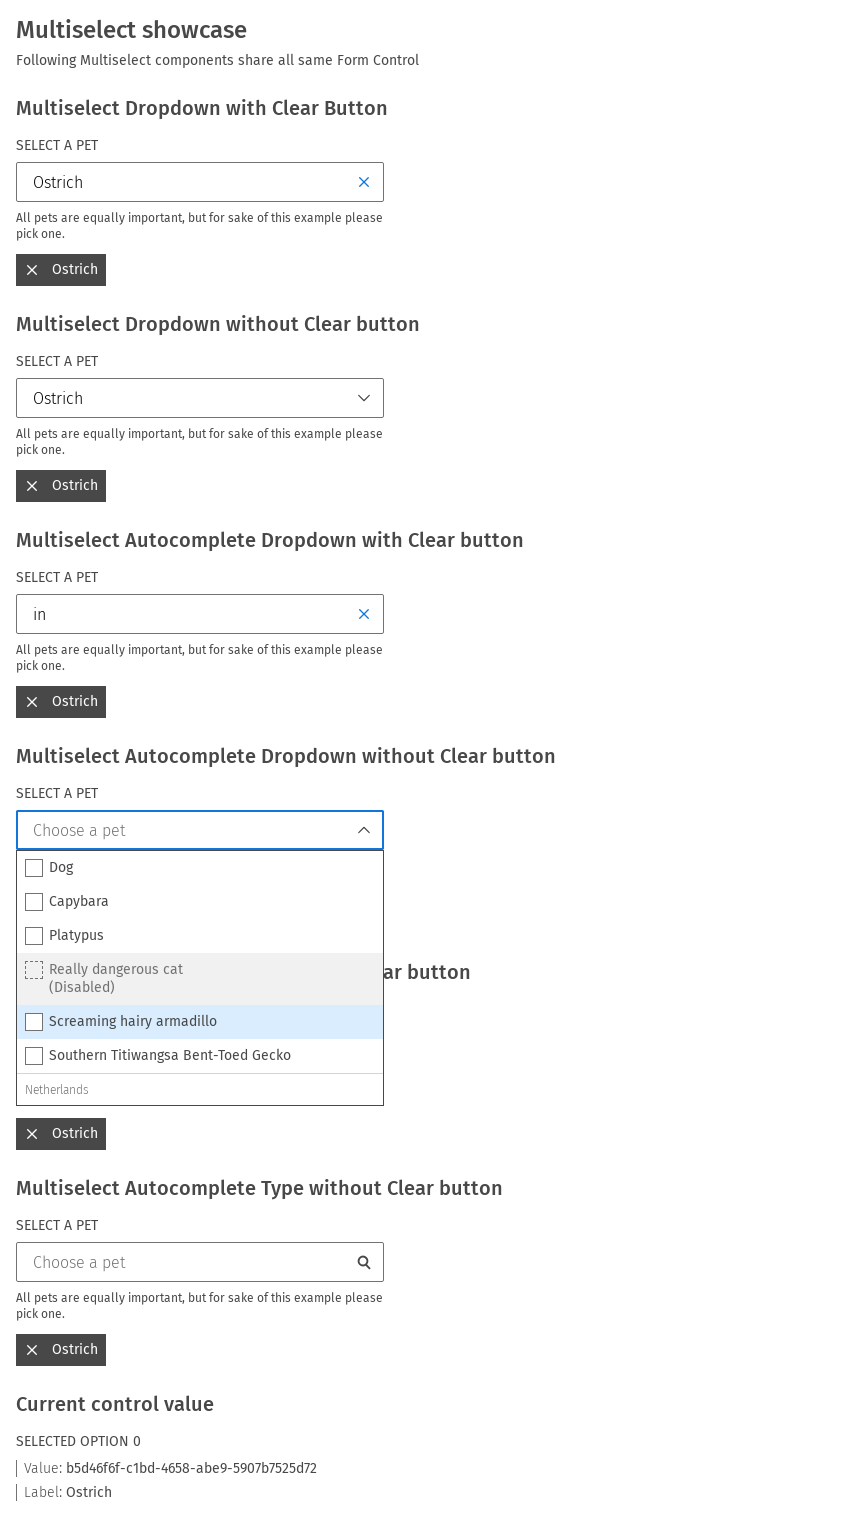 Multiselect showcase
Following Multiselect components share all same Form Control
Multiselect Dropdown with Clear Button
SELECT A PET
Ostrich
All pets are equally important, but for sake of this example please
pick one.
Ostrich
Multiselect Dropdown without Clear button
SELECT A PET
Ostrich
All pets are equally important, but for sake of this example please
pick one.
Ostrich
Multiselect Autocomplete Dropdown with Clear button
SELECT A PET
in
All pets are equally important, but for sake of this example please
pick one.
Ostrich
Multiselect Autocomplete Dropdown without Clear button
SELECT A PET
Choose a pet
Dog
Capybara
Platypus
Really dangerous cat
(Disabled)
ar button
Screaming hairy armadillo
Southern Titiwangsa Bent-Toed Gecko
Netherlands
Ostrich
Multiselect Autocomplete Type without Clear button
SELECT A PET
Choose a pet
All pets are equally important, but for sake of this example please
pick one.
Ostrich
Current control value
SELECTED OPTION 0
Value: b5d46f6f-c1bd-4658-abe9-5907b7525d72
Label: Ostrich